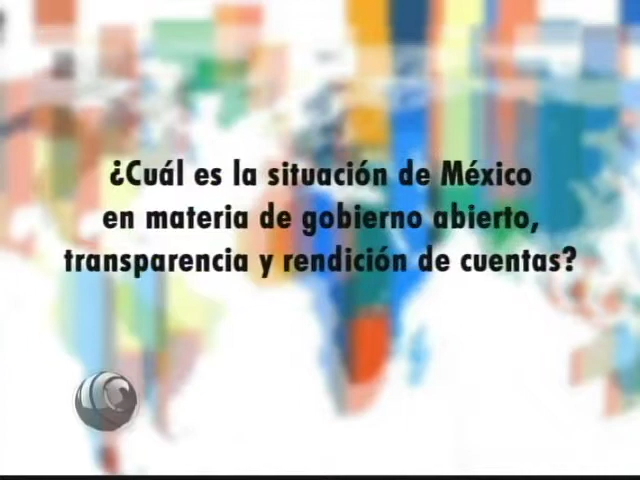 ¿Cuál es la situación de México
en materia de gobierno abierto,
transparencia y rendición de cuentas?